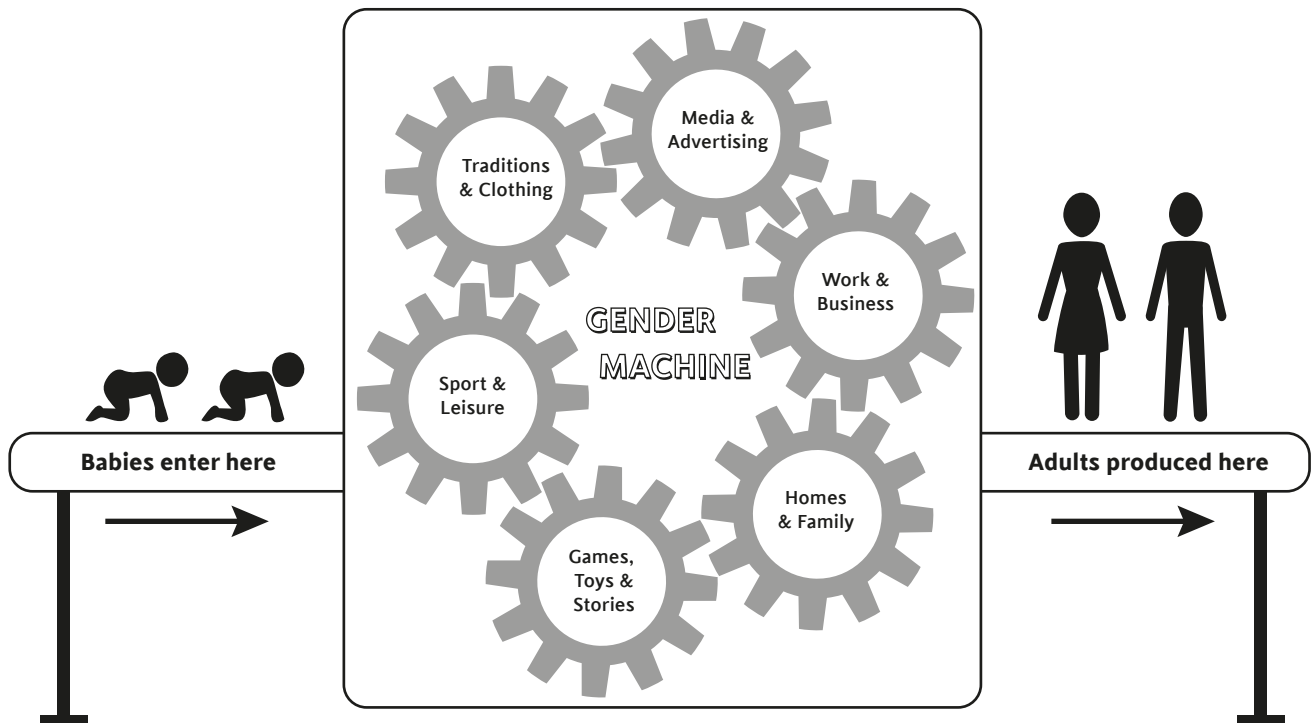 Media &
Advertising
Traditions
& Clothing
Work &
Business
GENDER
MACHINE
Sport &
Leisure
Babies enter here
Adults produced here
Homes
& Family
Games,
Toys &
Stories